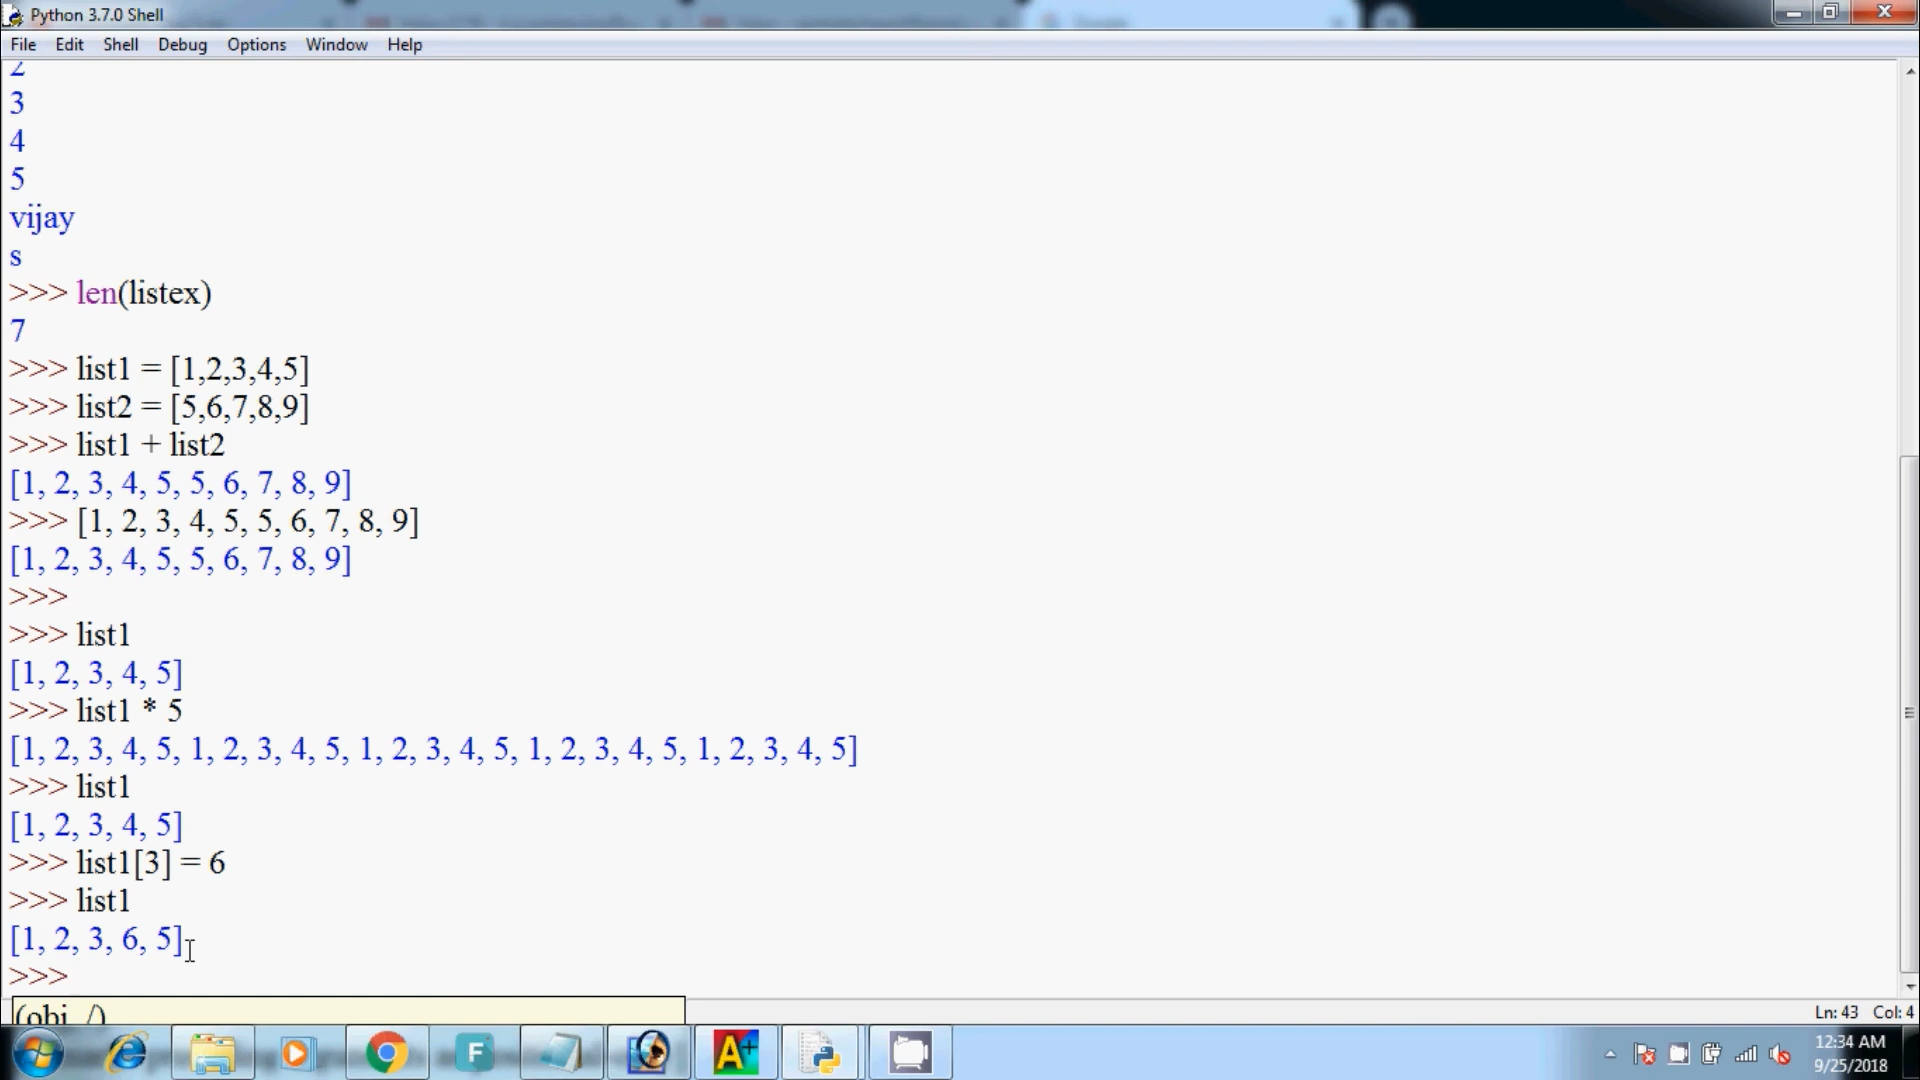 Python 3.7.0 Shell
File Edit Shell Debug Options Window Help
2
3
4
5
vijay
s
>>> len(listex)
7
>>> list1 = [1,2,3,4,5]
>>> list2 = [5,6,7,8,9]
>>> list1 + list2
[1, 2, 3, 4, 5, 5, 6, 7, 8, 9]
>>> [1, 2, 3, 4, 5, 5, 6, 7, 8, 9]
[1, 2, 3, 4, 5, 5, 6, 7, 8, 9]
>>>
>>> list1
[1, 2, 3, 4, 5]
>>> list1 * 5
[1, 2, 3, 4, 5, 1, 2, 3, 4, 5, 1, 2, 3, 4, 5, 1, 2, 3, 4, 5, 1, 2, 3, 4, 5]
>>> list1
[1, 2, 3, 4, 5]
>>> list1[3] = 6
>>> list1
[1, 2, 3, 6, 5]
>>>
(obj, /)
Ln: 43 Col: 4
F
A+
12:34 AM
9/25/2018